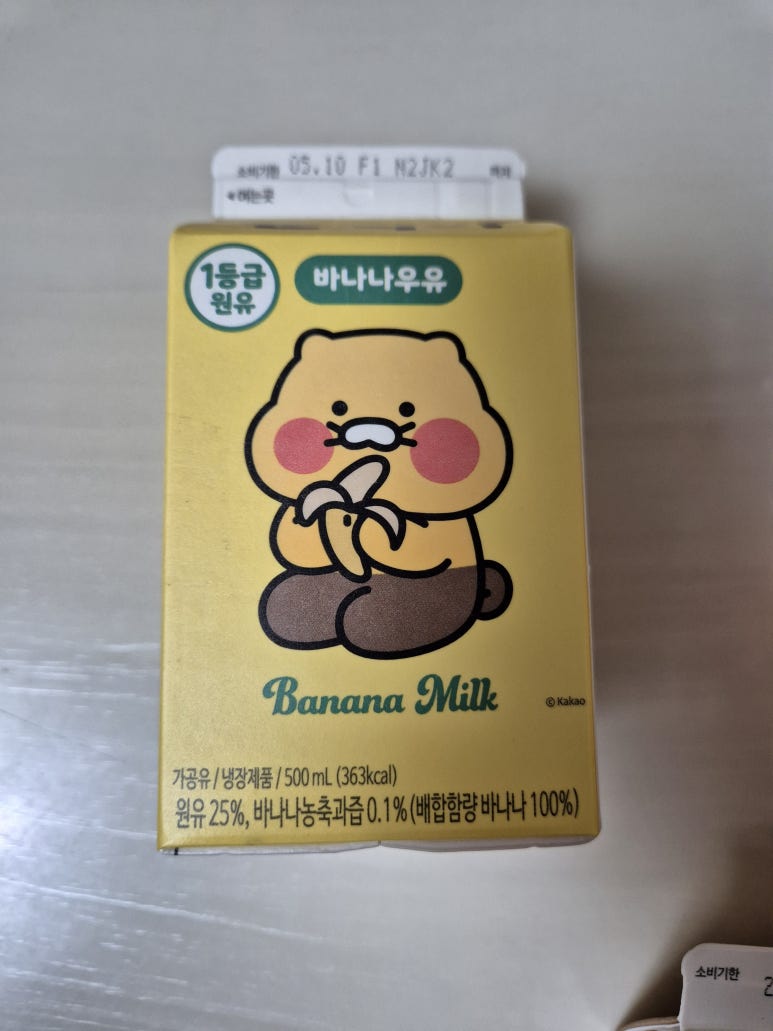 소비기한 05.10 F1 N2JK2
◀여는곳
1등급
원유
바나나우유
Banana Milk
© Kakao
가공유 / 냉장제품 / 500 mL (363kcal)
원유 25%, 바나나농축과즙 0.1% (배합함량 바나나 100%)
소비기한